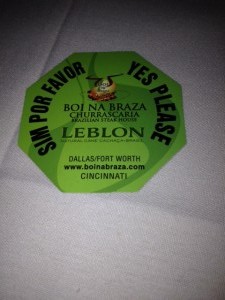 SIM POR FAVOR
YES PLEASE
BOI NA BRAZA
CHURRASCARIA
BRAZILIAN STEAK HOUSE
LEBLON
DALLAS/FORT WORTH
www.boinabraza.com
CINCINNATI